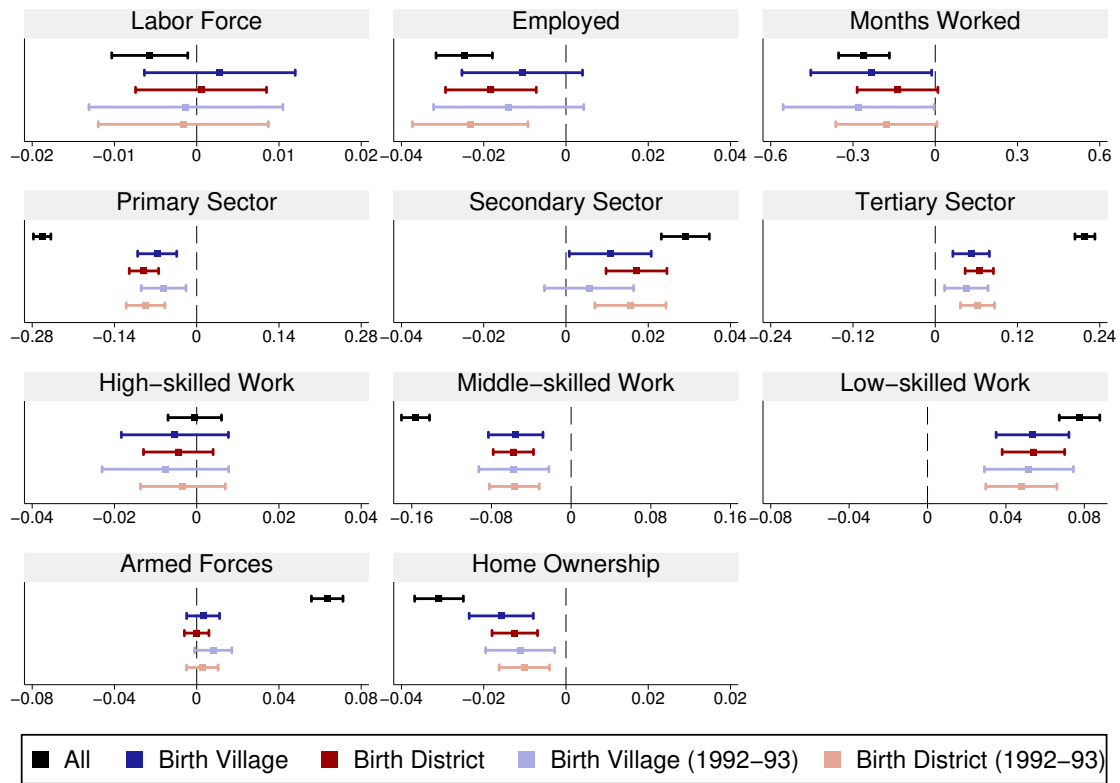 Labor Force Employed Months Worked
−0.02 −0.01 0 0.01 0.02 −0.04 −0.02 0 0.02 0.04 −0.6 −0.3 0 0.3 0.6
Primary Sector Secondary Sector Tertiary Sector
−0.28 −0.14 0 0.14 0.28 −0.04 −0.02 0 0.02 0.04 −0.24 −0.12 0 0.12 0.24
High−skilled Work Middle−skilled Work Low−skilled Work
−0.04 −0.02 0 0.02 0.04 −0.16 −0.08 0 0.08 0.16 −0.08 −0.04 0 0.04 0.08
Armed Forces Home Ownership
−0.08 −0.04 0 0.04 0.08 −0.04 −0.02 0 0.02 0.02
All Birth Village Birth District Birth Village (1992−93) Birth District (1992−93)